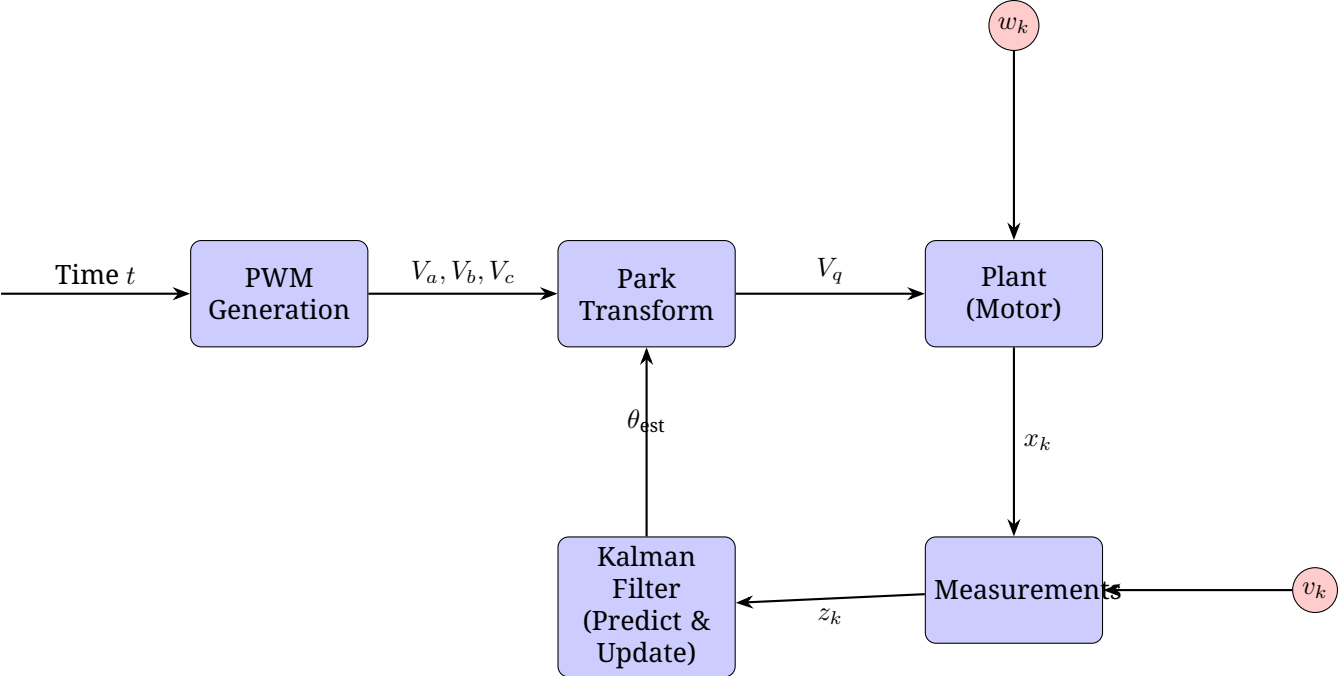 w_k
Time t
PWM
Generation
V_a, V_b, V_c
Park
Transform
V_q
Plant
(Motor)
θ_est
x_k
Kalman
Filter
(Predict &
Update)
z_k
Measurements
v_k